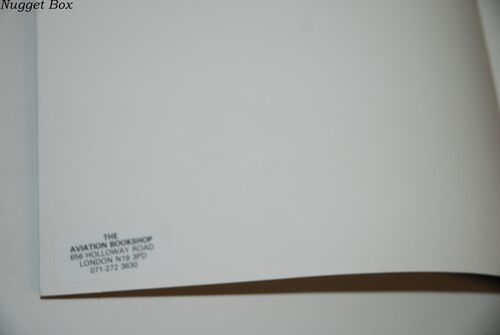 Nugget Box
THE
AVIATION BOOKSHOP
656 HOLLOWAY ROAD
LONDON N19 3PD
071-272 3630